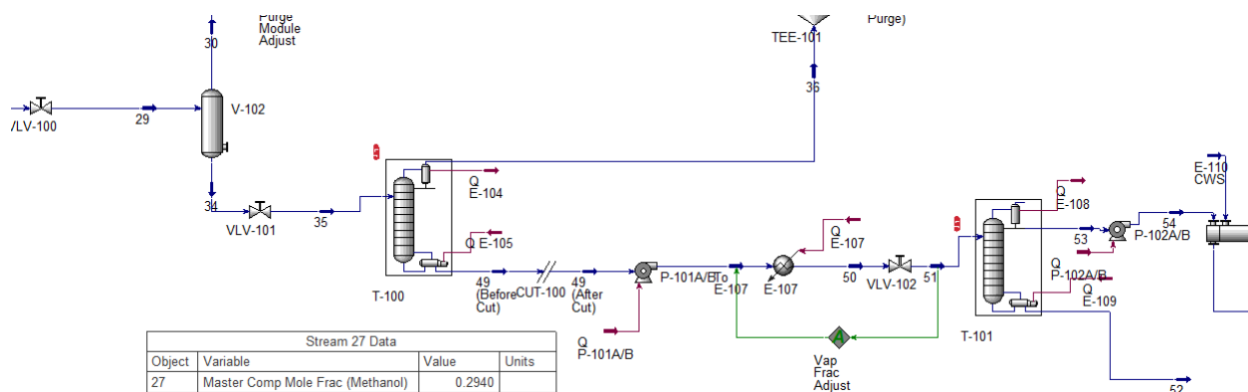 Purge
Module
Adjust
30
Purge)
TEE-101
V-102
VLV-100
29
36
34
35
VLV-101
Q
E-104
Q E-105
T-100
49
(Before
Cut)
CUT-100
49
(After
Cut)
P-101A/B
To
E-107
Q
P-101A/B
Q
E-107
E-107
50
VLV-102
51
A
Vap
Frac
Adjust
Q
E-108
53
P-102A/B
54
E-110
CWS
Q
P-102A/B
Q
E-109
T-101
52
Stream 27 Data
Object Variable Value Units
27 Master Comp Mole Frac (Methanol) 0.2940